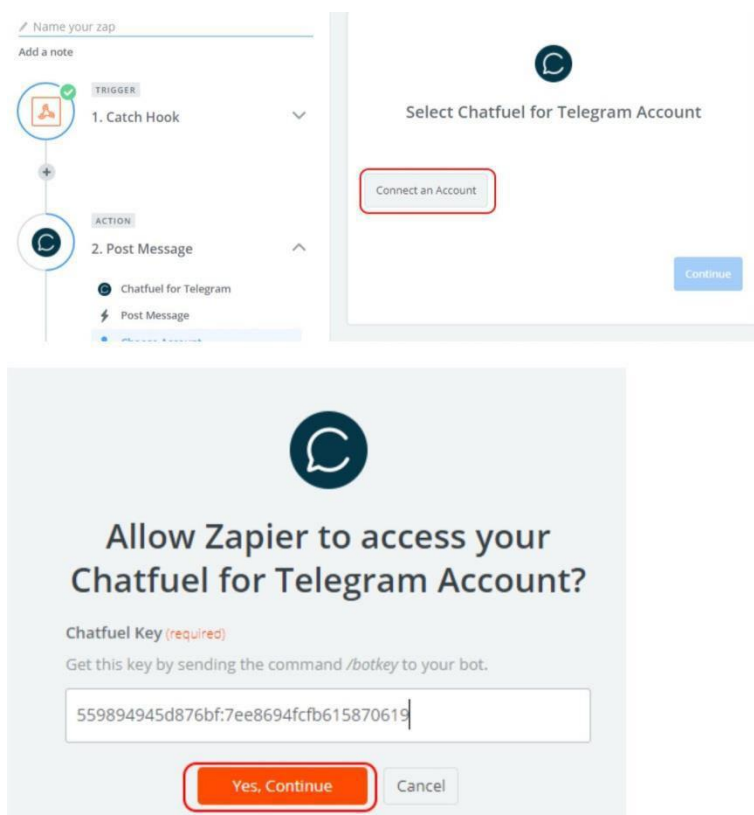 Name your zap
Add a note
TRIGGER
1. Catch Hook
ACTION
2. Post Message
Chatfuel for Telegram
Post Message
Choose Account
Select Chatfuel for Telegram Account
Connect an Account
Continue
Allow Zapier to access your
Chatfuel for Telegram Account?
Chatfuel Key (required)
Get this key by sending the command /botkey to your bot.
559894945d876bf:7ee8694fcfb615870619
Yes, Continue
Cancel